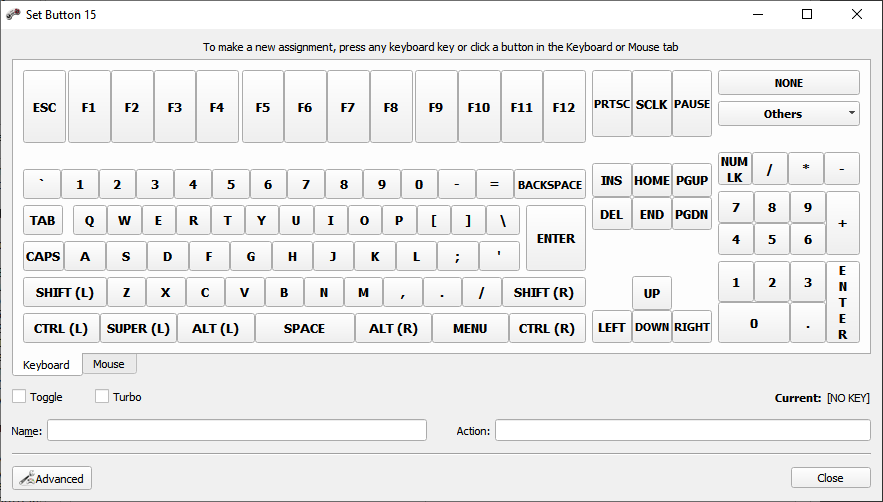 Set Button 15
To make a new assignment, press any keyboard key or click a button in the Keyboard or Mouse tab
ESC F1 F2 F3 F4 F5 F6 F7 F8 F9 F10 F11 F12 PRTSC SCLK PAUSE NONE
Others
` 1 2 3 4 5 6 7 8 9 0 - = BACKSPACE INS HOME PGUP NUM LK / * -
TAB Q W E R T Y U I O P [ ] \ ENTER DEL END PGDN 7 8 9 +
4 5 6
CAPS A S D F G H J K L ; '
SHIFT (L) Z X C V B N M , . / SHIFT (R) UP 1 2 3 ENTER
CTRL (L) SUPER (L) ALT (L) SPACE ALT (R) MENU CTRL (R) LEFT DOWN RIGHT 0 .
Keyboard Mouse
Toggle Turbo Current: [NO KEY]
Name: Action:
Advanced Close